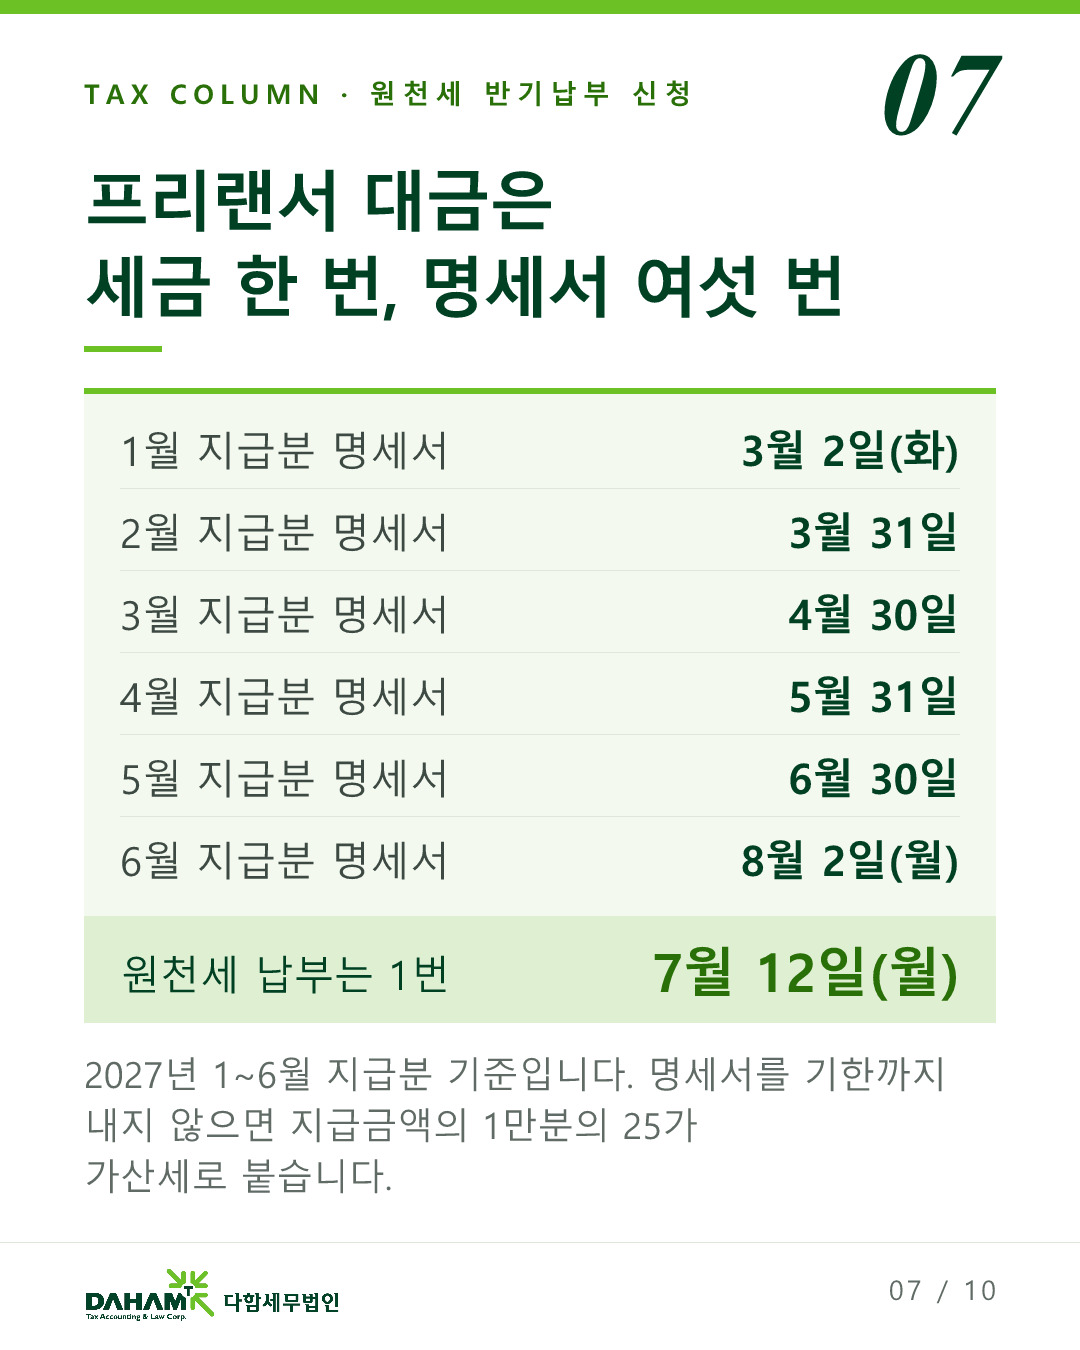 TAX COLUMN · 원천세 반기납부 신청
07
프리랜서 대금은
세금 한 번, 명세서 여섯 번
1월 지급분 명세서 3월 2일(화)
2월 지급분 명세서 3월 31일
3월 지급분 명세서 4월 30일
4월 지급분 명세서 5월 31일
5월 지급분 명세서 6월 30일
6월 지급분 명세서 8월 2일(월)
원천세 납부는 1번 7월 12일(월)
2027년 1~6월 지급분 기준입니다. 명세서를 기한까지
내지 않으면 지급금액의 1만분의 25가
가산세로 붙습니다.
DAHAM T 다함세무법인
Tax Accounting & Law Corp.
07 / 10